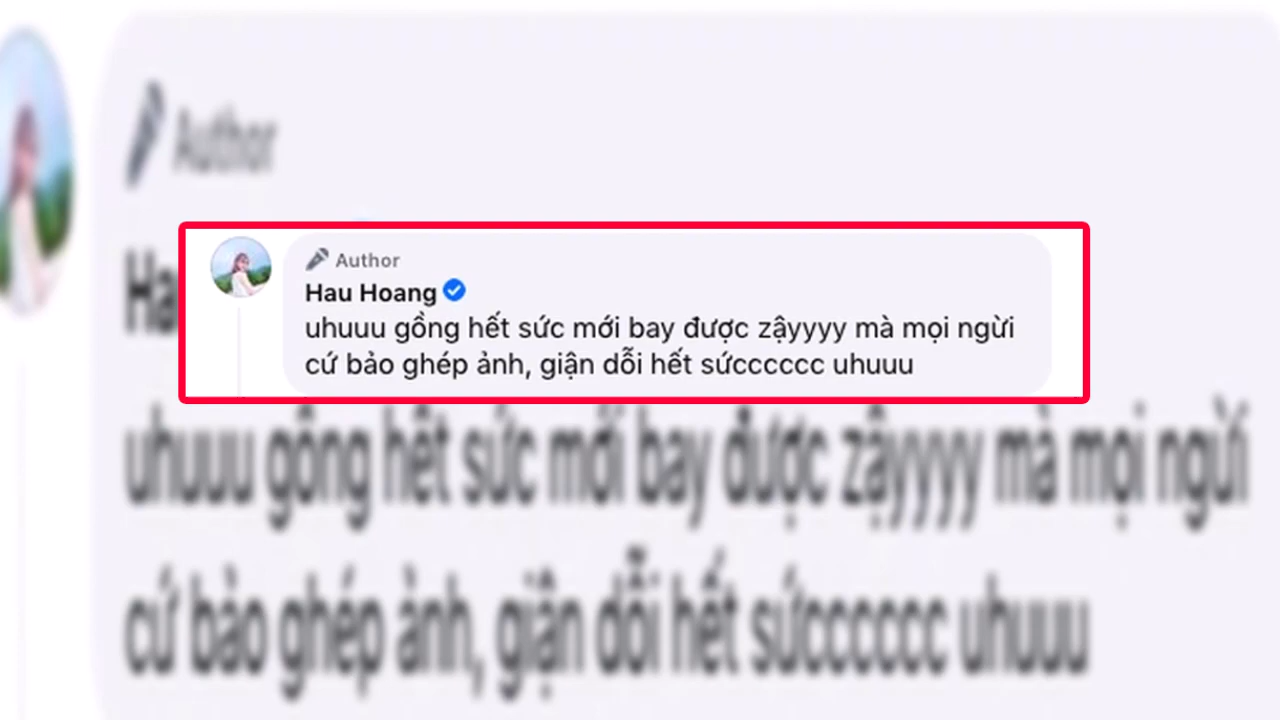 Author
Ha
Author
Hau Hoang
uhuuu gồng hết sức mới bay được zậyyyy mà mọi ngừi
cứ bảo ghép ảnh, giận dỗi hết sứcccccc uhuuu
uhuuu gồng hết sức mới bay được zậyyyy mà mọi ngừi
cứ bảo ghép ảnh, giận dỗi hết sứcccccc uhuuu